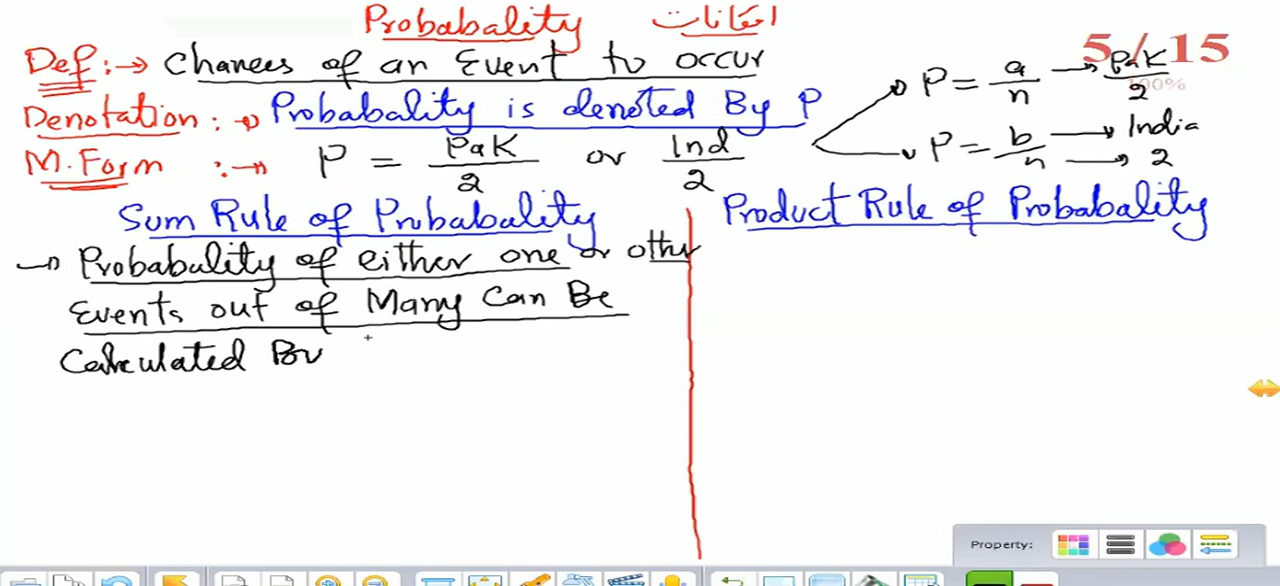 Probabality امکانات
5/15
100%
Def :→ Chances of an Event to occur
Denotation :→ Probabality is denoted By P
M.Form :→ P = Pak/2 or Ind/2
P = a/n → Pak/2
P = b/n → India → 2
Sum Rule of Probabality
→ Probability of either one or other
Events out of Many Can Be
Calculated By
Product Rule of Probabality
Property: